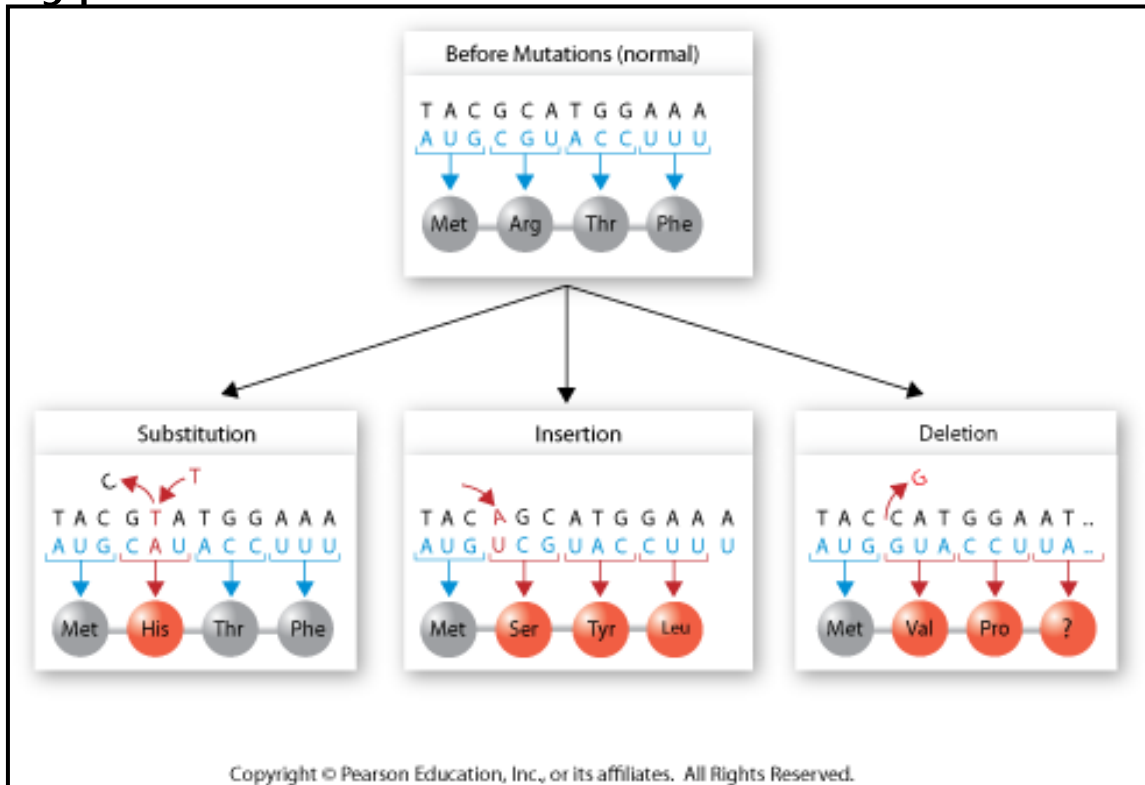 Before Mutations (normal)
T A C G C A T G G A A A
A U G C G U A C C U U U
Met Arg Thr Phe
Substitution
C T
T A C G T A T G G A A A
A U G C A U A C C U U U
Met His Thr Phe
Insertion
T A C A G C A T G G A A A
A U G U C G U A C C U U U
Met Ser Tyr Leu
Deletion
G
T A C C A T G G A A T ..
A U G G U A C C U U A ..
Met Val Pro ?
Copyright © Pearson Education, Inc., or its affiliates. All Rights Reserved.